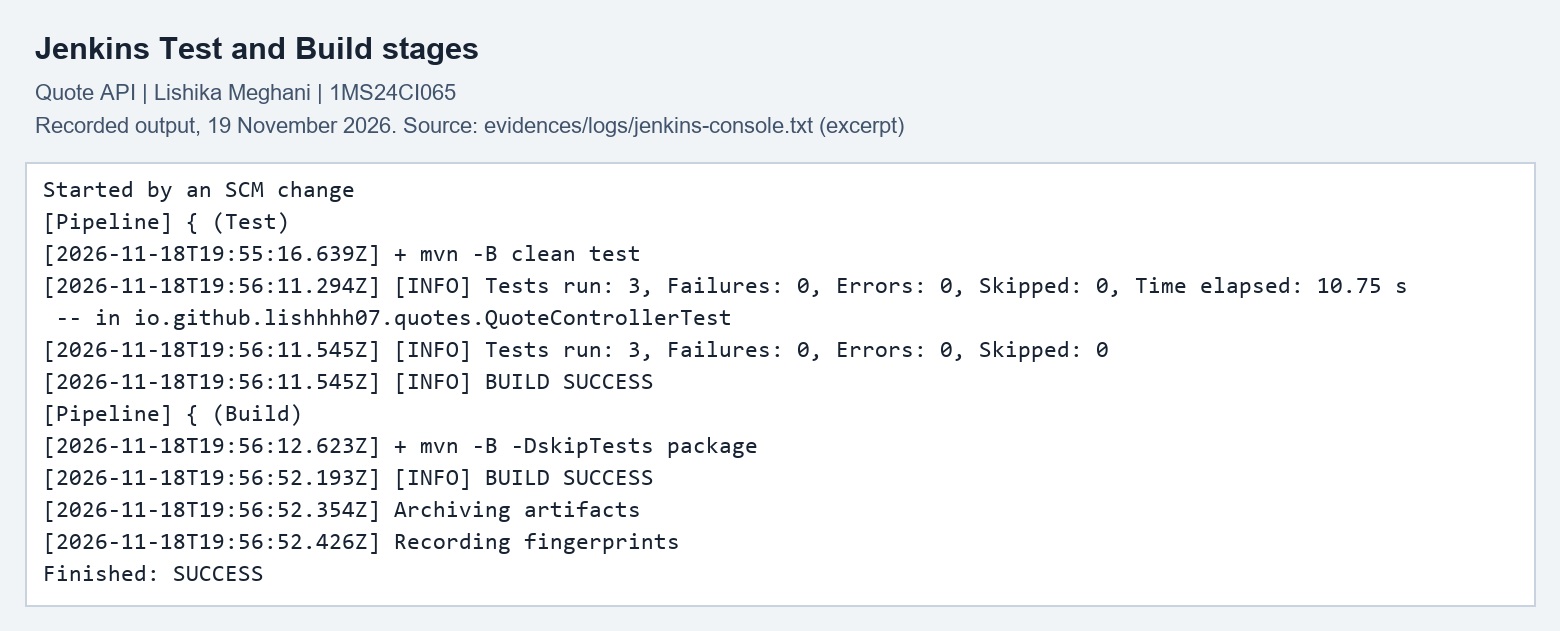 Jenkins Test and Build stages
Quote API | Lishika Meghani | 1MS24CI065
Recorded output, 19 November 2026. Source: evidences/logs/jenkins-console.txt (excerpt)
Started by an SCM change
[Pipeline] { (Test)
[2026-11-18T19:55:16.639Z] + mvn -B clean test
[2026-11-18T19:56:11.294Z] [INFO] Tests run: 3, Failures: 0, Errors: 0, Skipped: 0, Time elapsed: 10.75 s
 -- in io.github.lishhhh07.quotes.QuoteControllerTest
[2026-11-18T19:56:11.545Z] [INFO] Tests run: 3, Failures: 0, Errors: 0, Skipped: 0
[2026-11-18T19:56:11.545Z] [INFO] BUILD SUCCESS
[Pipeline] { (Build)
[2026-11-18T19:56:12.623Z] + mvn -B -DskipTests package
[2026-11-18T19:56:52.193Z] [INFO] BUILD SUCCESS
[2026-11-18T19:56:52.354Z] Archiving artifacts
[2026-11-18T19:56:52.426Z] Recording fingerprints
Finished: SUCCESS